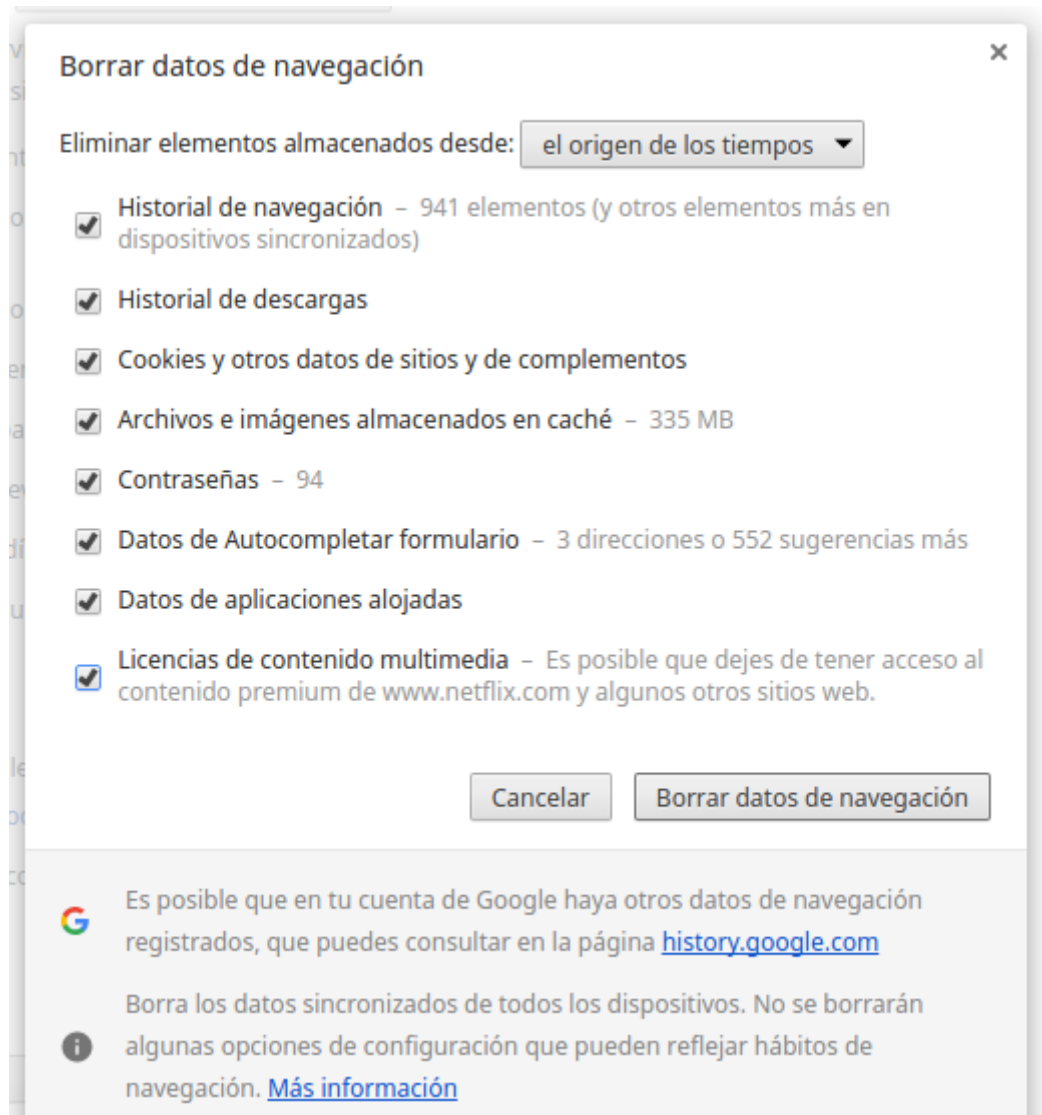 Borrar datos de navegación
Eliminar elementos almacenados desde: el origen de los tiempos
Historial de navegación – 941 elementos (y otros elementos más en
dispositivos sincronizados)
Historial de descargas
Cookies y otros datos de sitios y de complementos
Archivos e imágenes almacenados en caché – 335 MB
Contraseñas – 94
Datos de Autocompletar formulario – 3 direcciones o 552 sugerencias más
Datos de aplicaciones alojadas
Licencias de contenido multimedia – Es posible que dejes de tener acceso al
contenido premium de www.netflix.com y algunos otros sitios web.
Cancelar Borrar datos de navegación
Es posible que en tu cuenta de Google haya otros datos de navegación
registrados, que puedes consultar en la página history.google.com
Borra los datos sincronizados de todos los dispositivos. No se borrarán
algunas opciones de configuración que pueden reflejar hábitos de
navegación. Más información